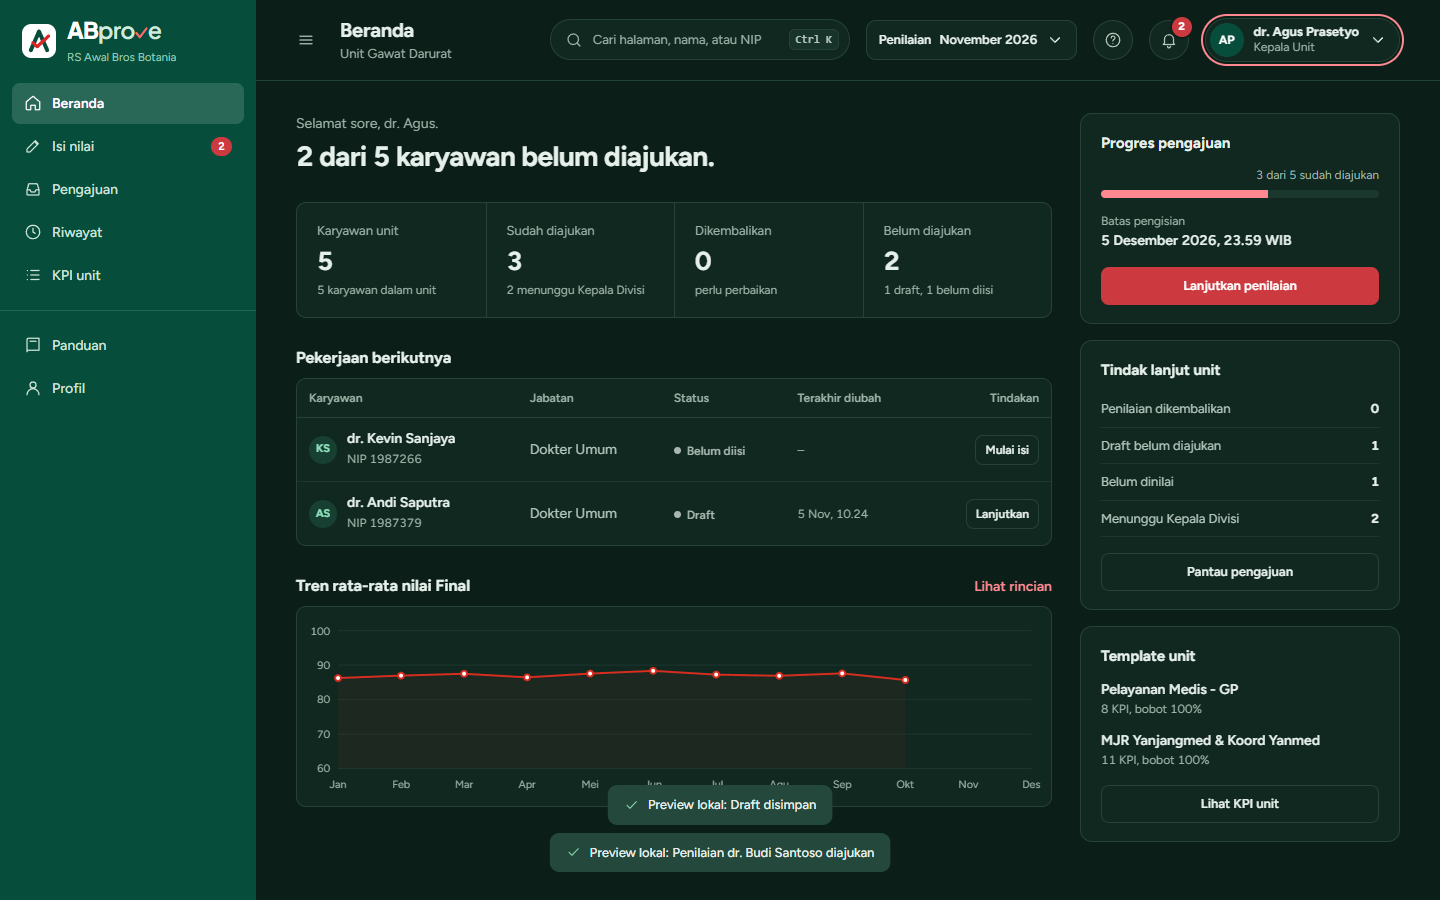 ABprove
RS Awal Bros Botania
Beranda
Isi nilai
2
Pengajuan
Riwayat
KPI unit
Panduan
Profil
Beranda
Unit Gawat Darurat
Cari halaman, nama, atau NIP
Ctrl K
Penilaian November 2026
2
AP
dr. Agus Prasetyo
Kepala Unit
Selamat sore, dr. Agus.
2 dari 5 karyawan belum diajukan.
Karyawan unit
5
5 karyawan dalam unit
Sudah diajukan
3
2 menunggu Kepala Divisi
Dikembalikan
0
perlu perbaikan
Belum diajukan
2
1 draft, 1 belum diisi
Pekerjaan berikutnya
Karyawan Jabatan Status Terakhir diubah Tindakan
KS
dr. Kevin Sanjaya
NIP 1987266
Dokter Umum
Belum diisi
–
Mulai isi
AS
dr. Andi Saputra
NIP 1987379
Dokter Umum
Draft
5 Nov, 10.24
Lanjutkan
Tren rata-rata nilai Final
Lihat rincian
100
90
80
70
60
Jan Feb Mar Apr Mei Jun Jul Agu Sep Okt Nov Des
Preview lokal: Draft disimpan
Preview lokal: Penilaian dr. Budi Santoso diajukan
Progres pengajuan
3 dari 5 sudah diajukan
Batas pengisian
5 Desember 2026, 23.59 WIB
Lanjutkan penilaian
Tindak lanjut unit
Penilaian dikembalikan 0
Draft belum diajukan 1
Belum dinilai 1
Menunggu Kepala Divisi 2
Pantau pengajuan
Template unit
Pelayanan Medis - GP
8 KPI, bobot 100%
MJR Yanjangmed & Koord Yanmed
11 KPI, bobot 100%
Lihat KPI unit